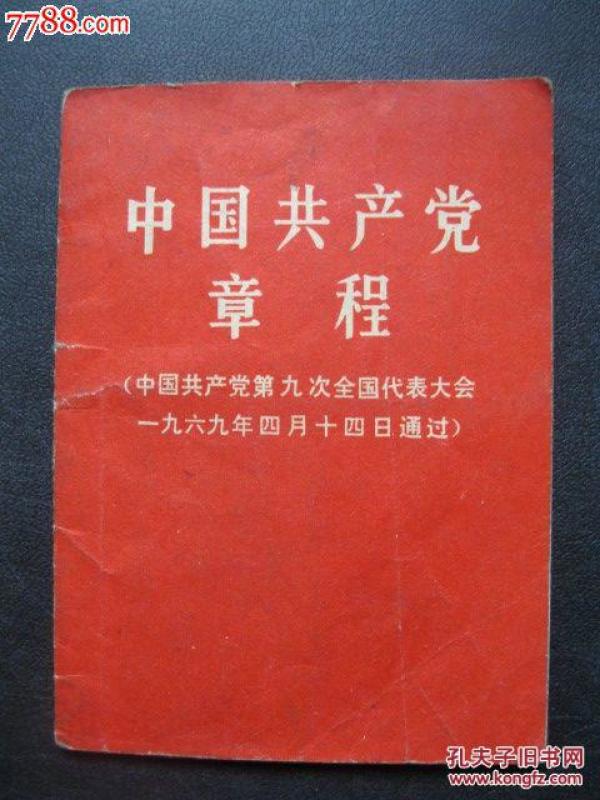 7788.com
中国共产党
章程
(中国共产党第九次全国代表大会
一九六九年四月十四日通过)
孔夫子旧书网
www.kongfz.com